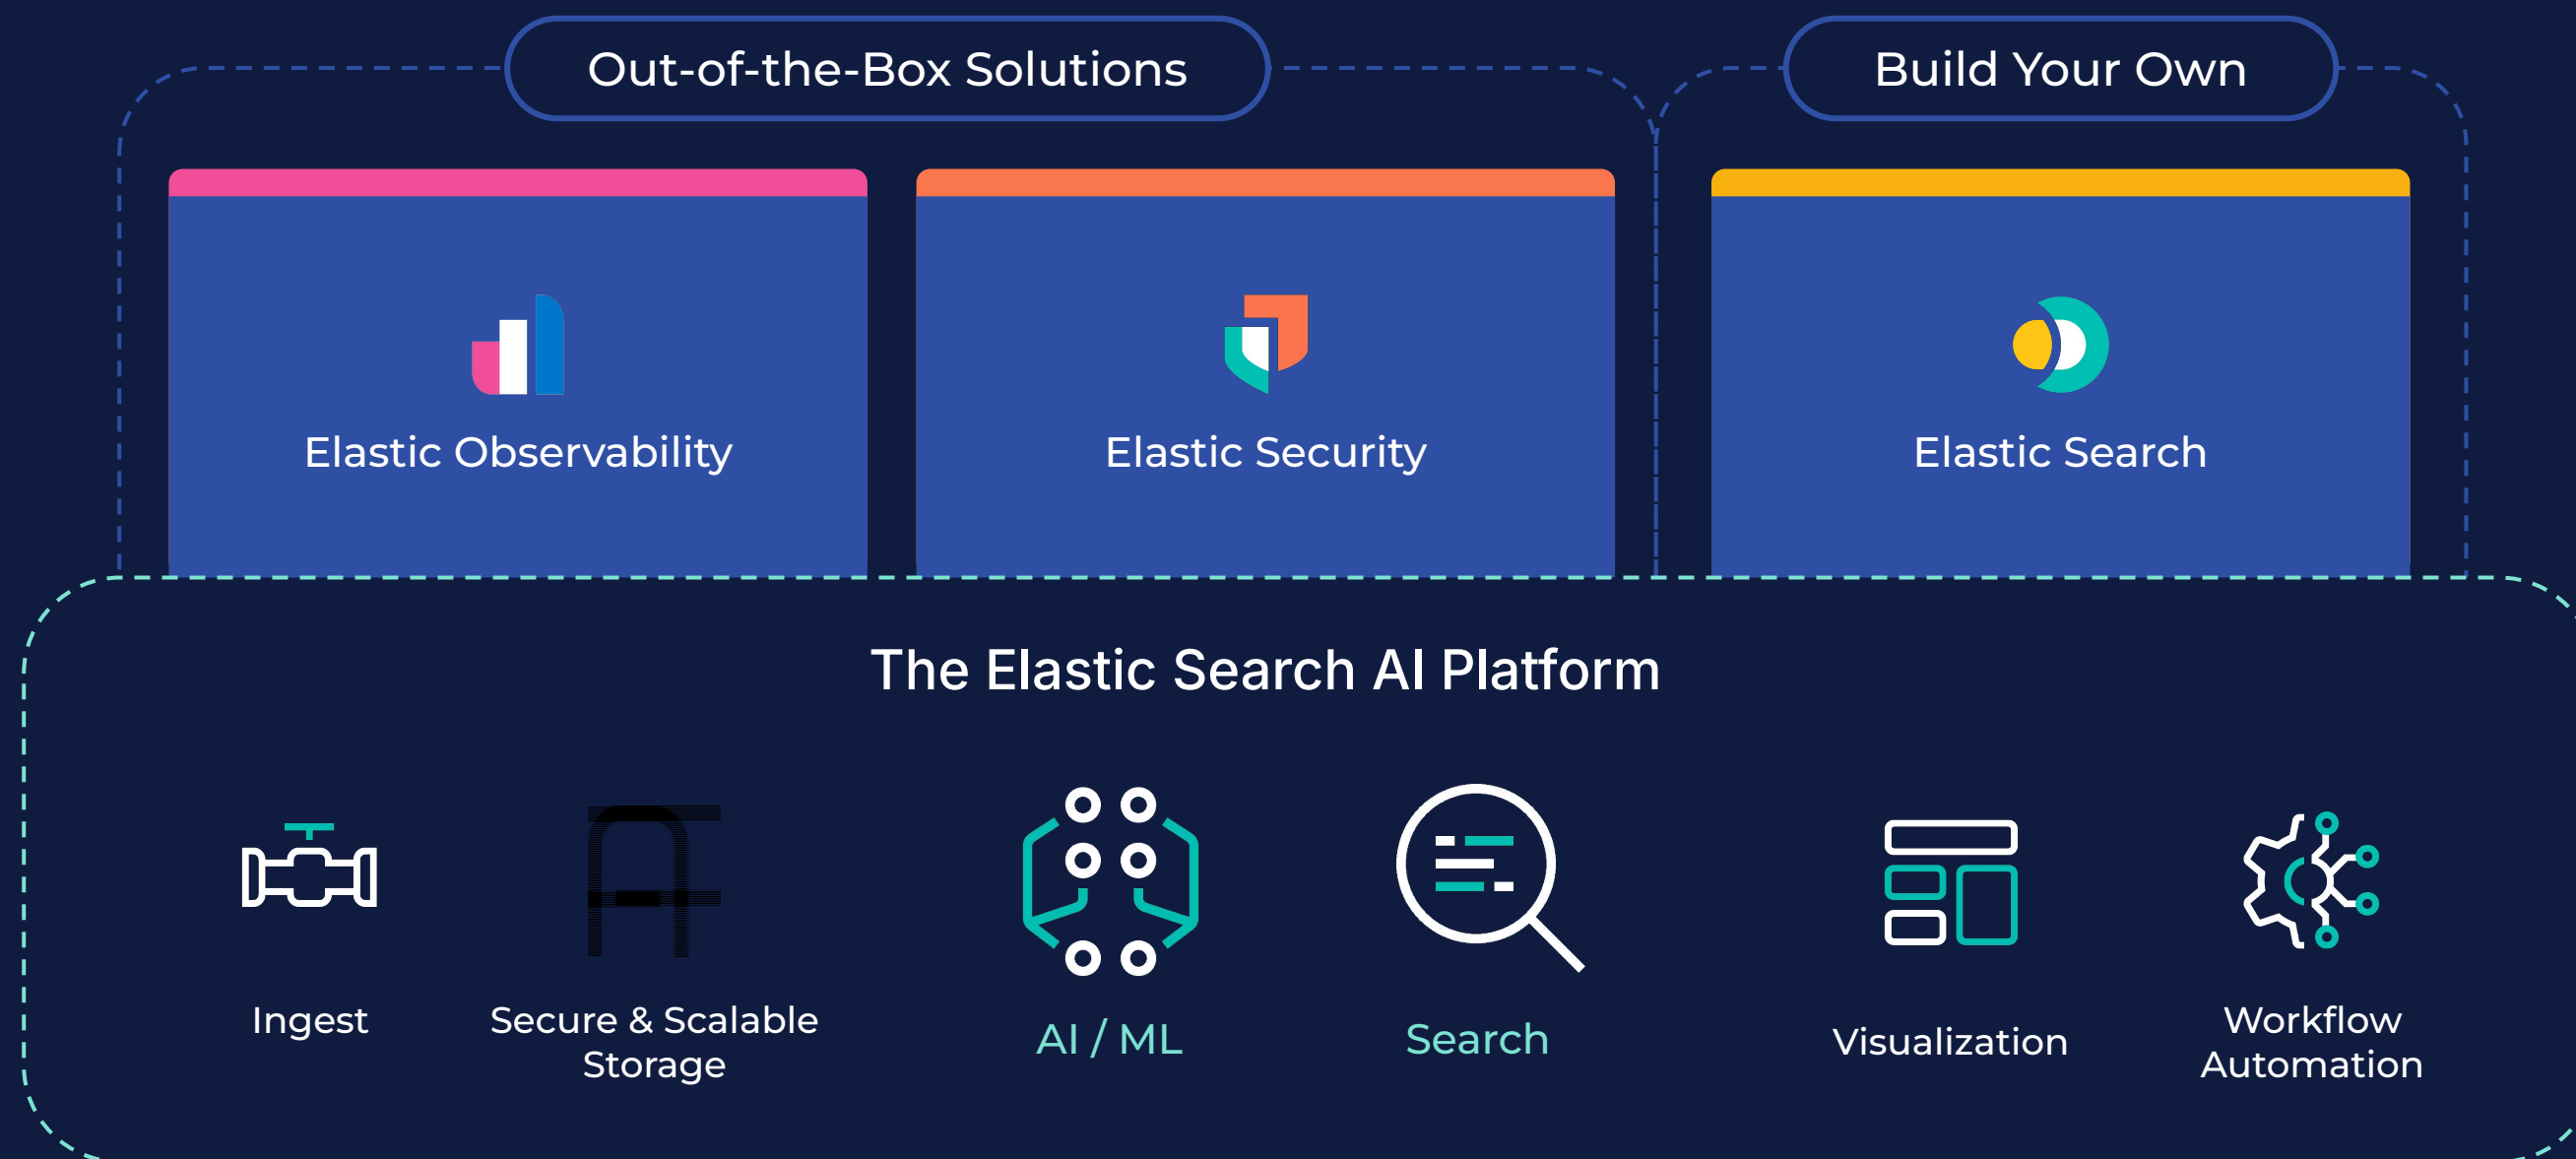 Out-of-the-Box Solutions
Build Your Own
Elastic Observability
Elastic Security
Elastic Search
The Elastic Search AI Platform
Ingest
Secure & Scalable
Storage
AI / ML
Search
Visualization
Workflow
Automation